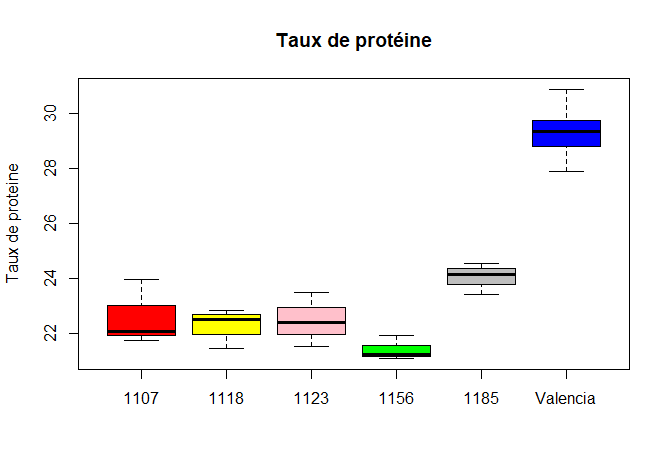 Taux de protéine
Taux de proteine
30
28
26
24
22
1107 1118 1123 1156 1185 Valencia